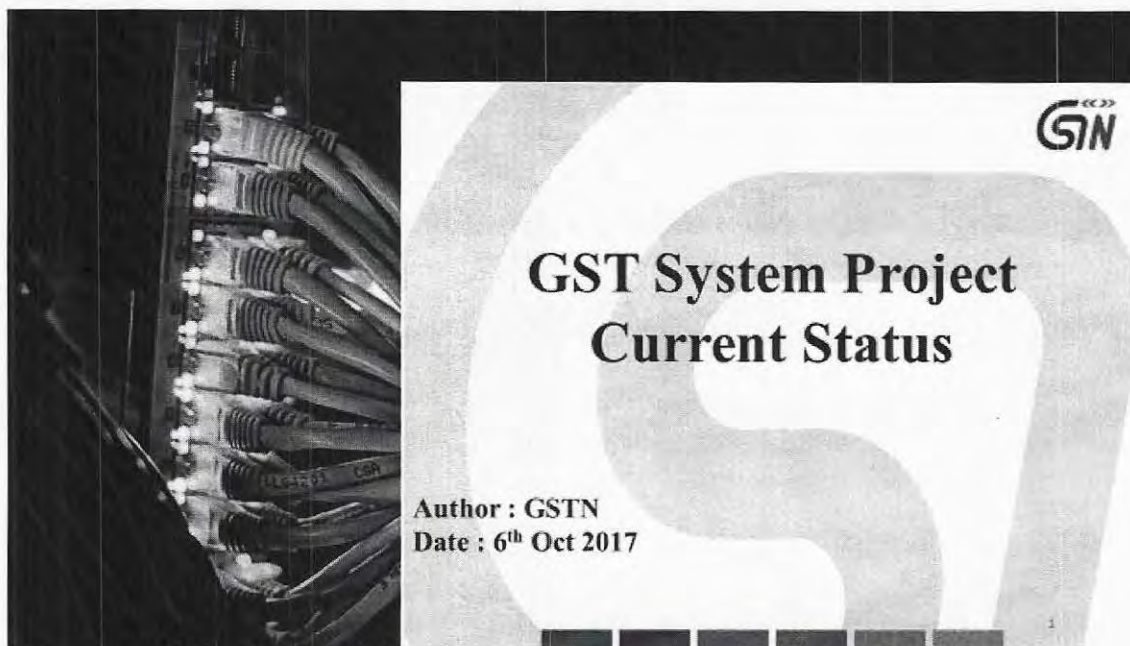 GSTN
GST System Project
Current Status
Author : GSTN
Date : 6th Oct 2017
1